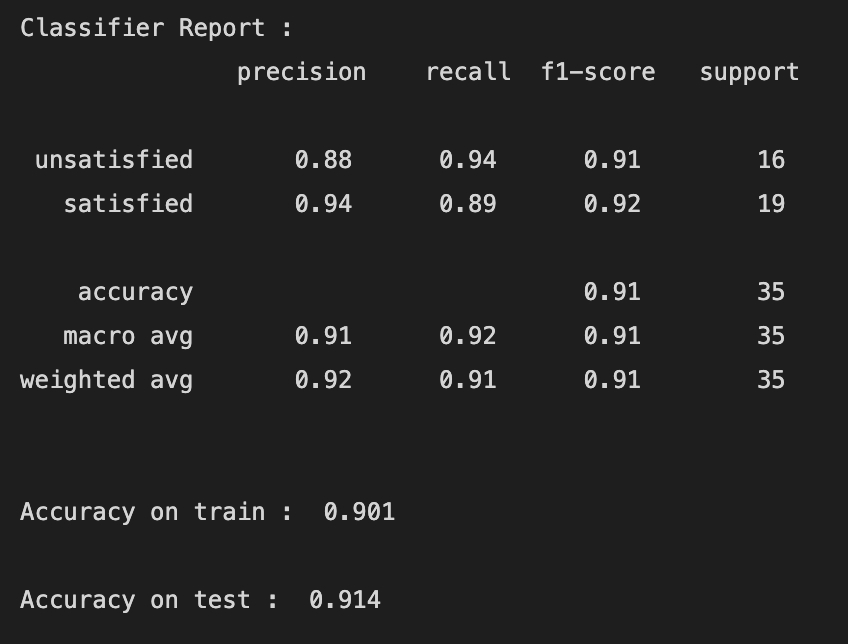 Classifier Report :
precision recall f1-score support
unsatisfied 0.88 0.94 0.91 16
satisfied 0.94 0.89 0.92 19
accuracy 0.91 35
macro avg 0.91 0.92 0.91 35
weighted avg 0.92 0.91 0.91 35
Accuracy on train : 0.901
Accuracy on test : 0.914